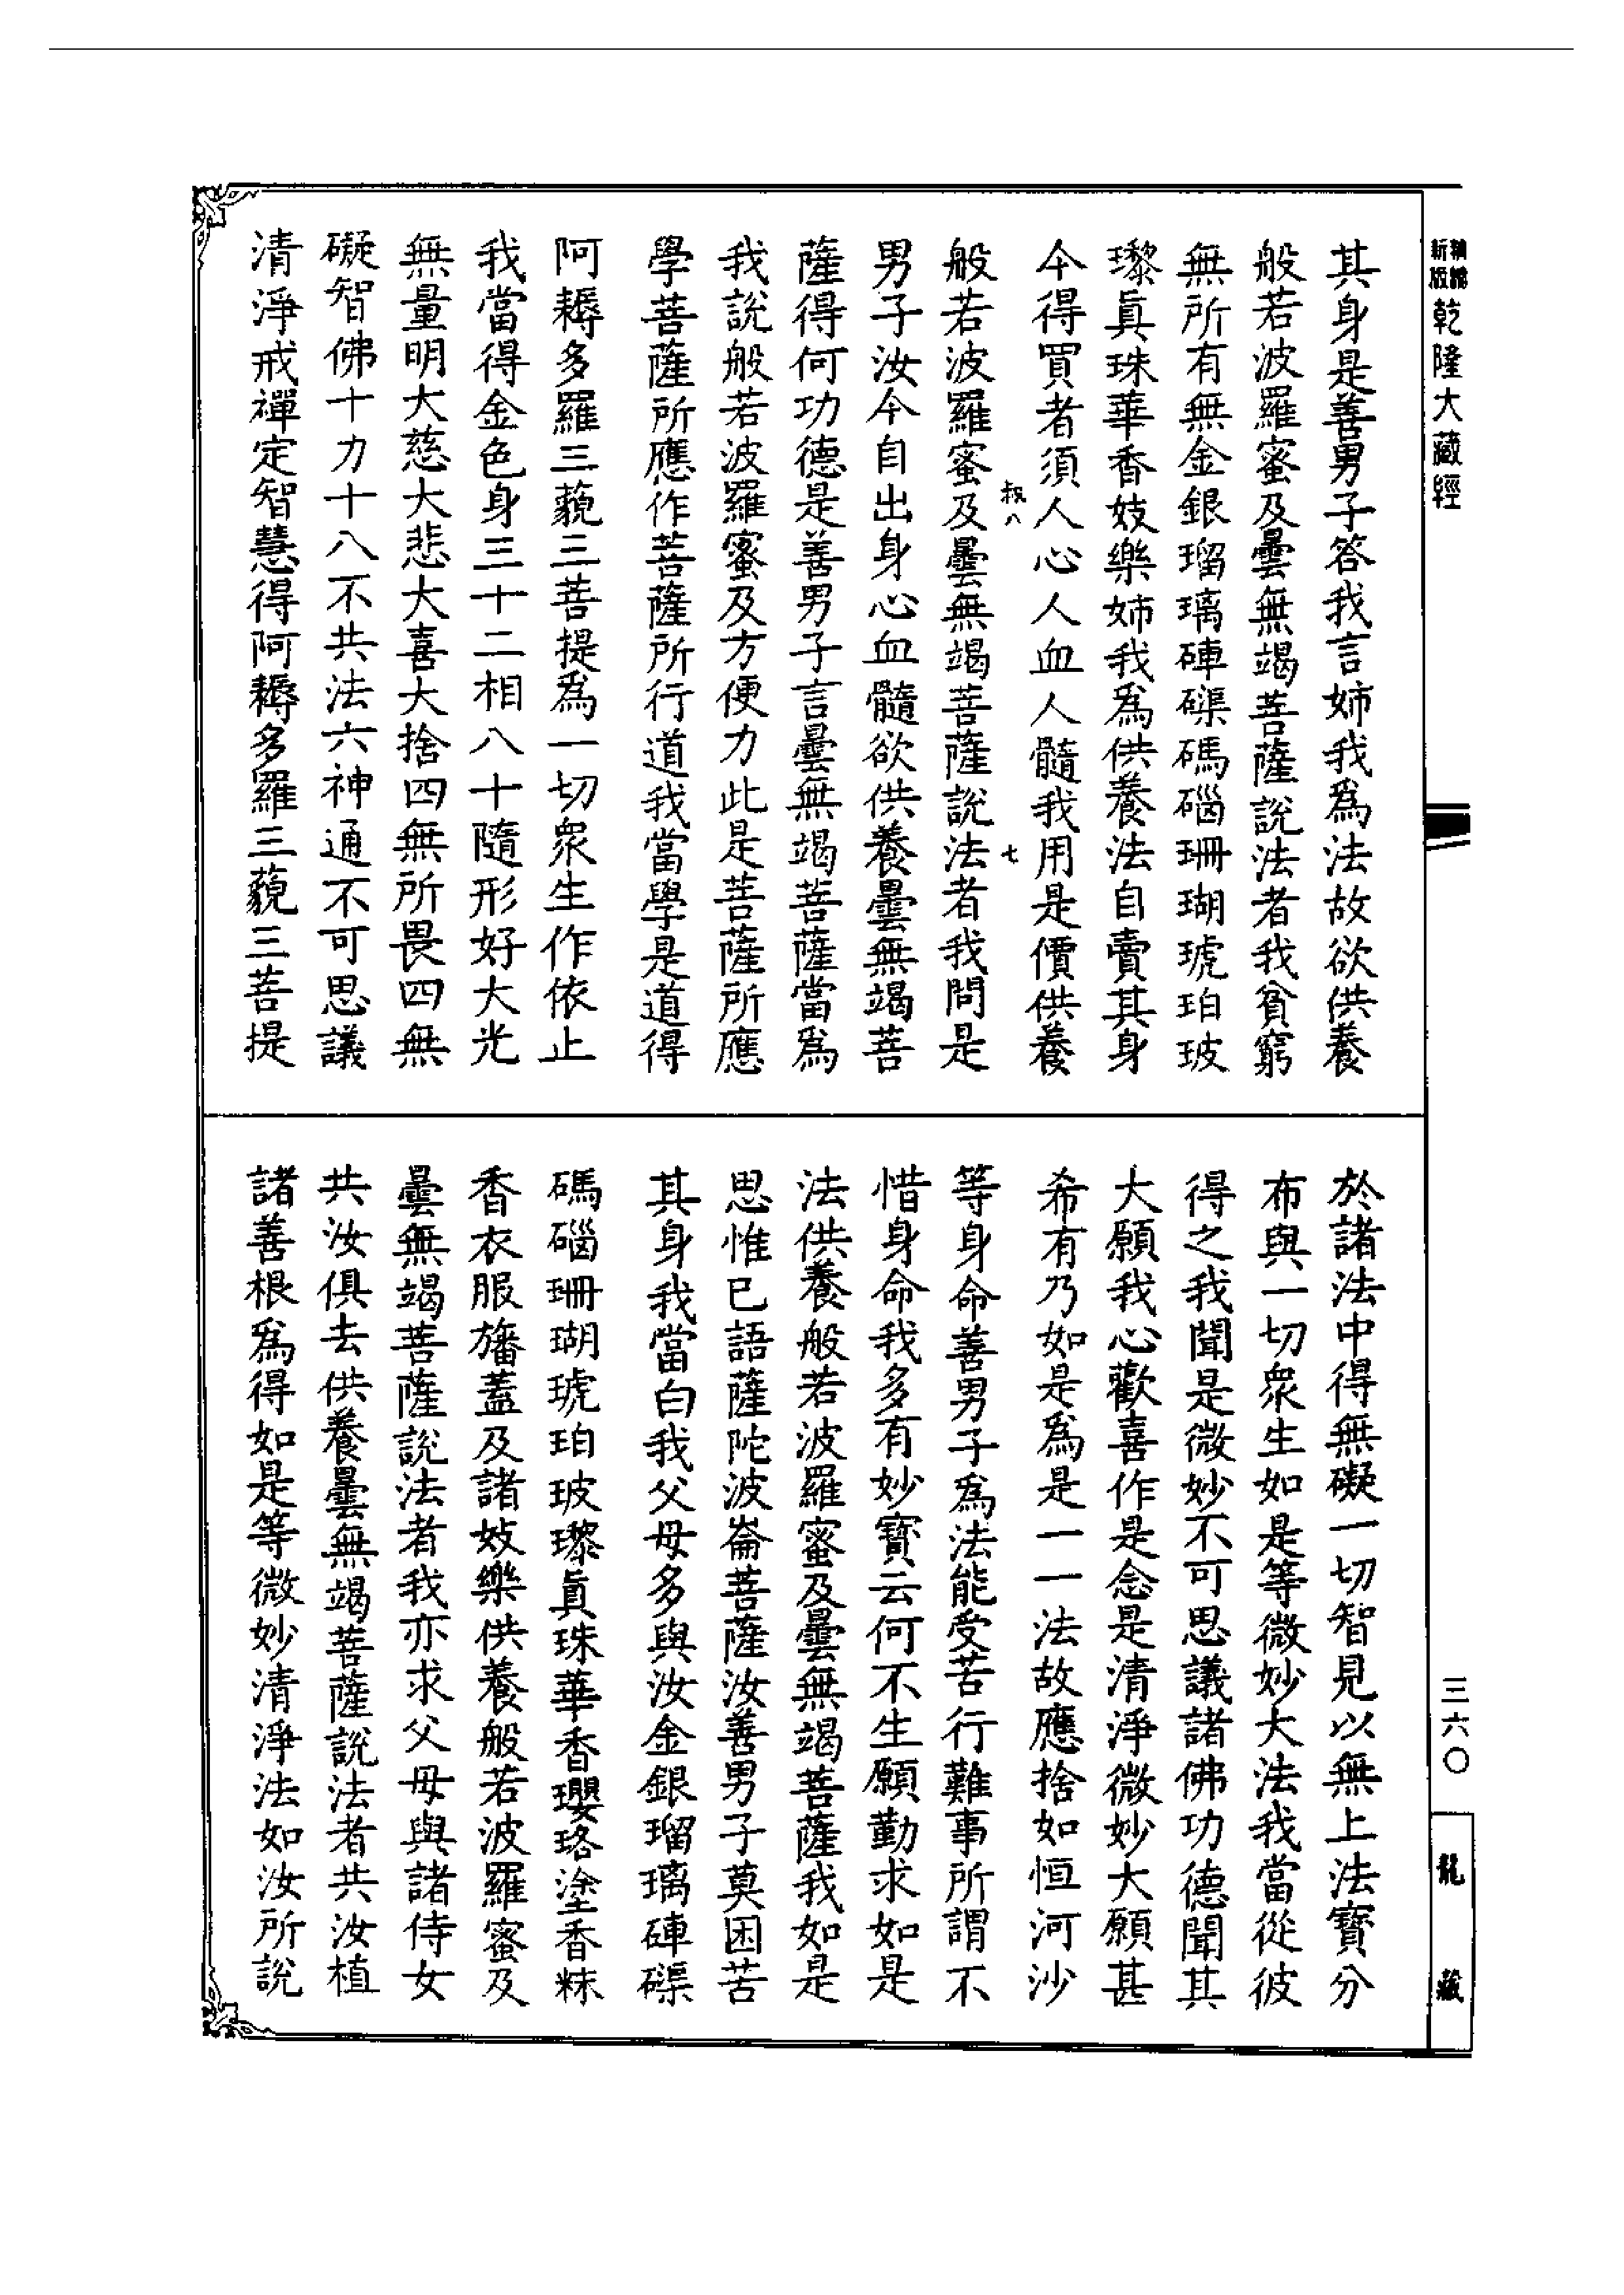 新版
精縮
乾隆大藏經
其身是善男子答我言姊我爲法故欲供養
般若波羅蜜及曇無竭菩薩說法者我貧窮
無所有無金銀瑠璃硨磲碼碯珊瑚琥珀玻
瓈眞珠華香妓樂姊我爲供養法自賣其身
今得買者須人心人血人髓我用是價供養
七
般若波羅蜜及曇無竭菩薩說法者我問是
男子汝今自出身心血髓欲供養曇無竭菩
薩得何功德是善男子言曇無竭菩薩當爲
我說般若波羅蜜及方便力此是菩薩所應
學菩薩所應作菩薩所行道我當學是道得
阿耨多羅三藐三菩提爲一切衆生作依止
我當得金色身三十二相八十隨形好大光
無量明大慈大悲大喜大捨四無所畏四無
礙智佛十力十八不共法六神通不可思議
清淨戒禪定智慧得阿耨多羅三藐三菩提
於諸法中得無礙一切智見以無上法寶分
布與一切衆生如是等微妙大法我當從彼
得之我聞是微妙不可思議諸佛功德聞其
大願我心歡喜作是念是清淨微妙大願甚
希有乃如是爲是一一法故應捨如恒河沙
等身命善男子爲法能受苦行難事所謂不
惜身命我多有妙寶云何不生願勤求如是
法供養般若波羅蜜及曇無竭菩薩我如是
思惟已語薩陀波崙菩薩汝善男子莫困苦
其身我當白我父母多與汝金銀瑠璃硨磲
碼碯珊瑚琥珀玻瓈眞珠華香瓔珞塗香粖
香衣服旛蓋及諸妓樂供養般若波羅蜜及
曇無竭菩薩說法者我亦求父母與諸侍女
共汝俱去供養曇無竭菩薩說法者共汝植
諸善根爲得如是等微妙清淨法如汝所說
三六〇
龍藏